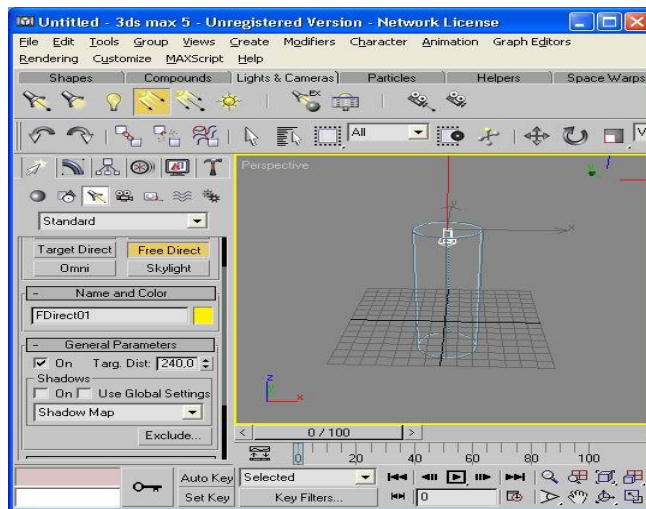 Untitled - 3ds max 5 - Unregistered Version - Network License
File Edit Tools Group Views Create Modifiers Character Animation Graph Editors
Rendering Customize MAXScript Help
Shapes Compounds Lights & Cameras Particles Helpers Space Warps
EX
All
Perspective
Standard
Target Direct Free Direct
Omni Skylight
- Name and Color
FDirect01
- General Parameters
On Targ. Dist: 240,0
Shadows
On Use Global Settings
Shadow Map
Exclude...
y
x
z
x
< 0 / 100 >
0 20 40 60 80 100
Auto Key Selected
Set Key Key Filters... 0